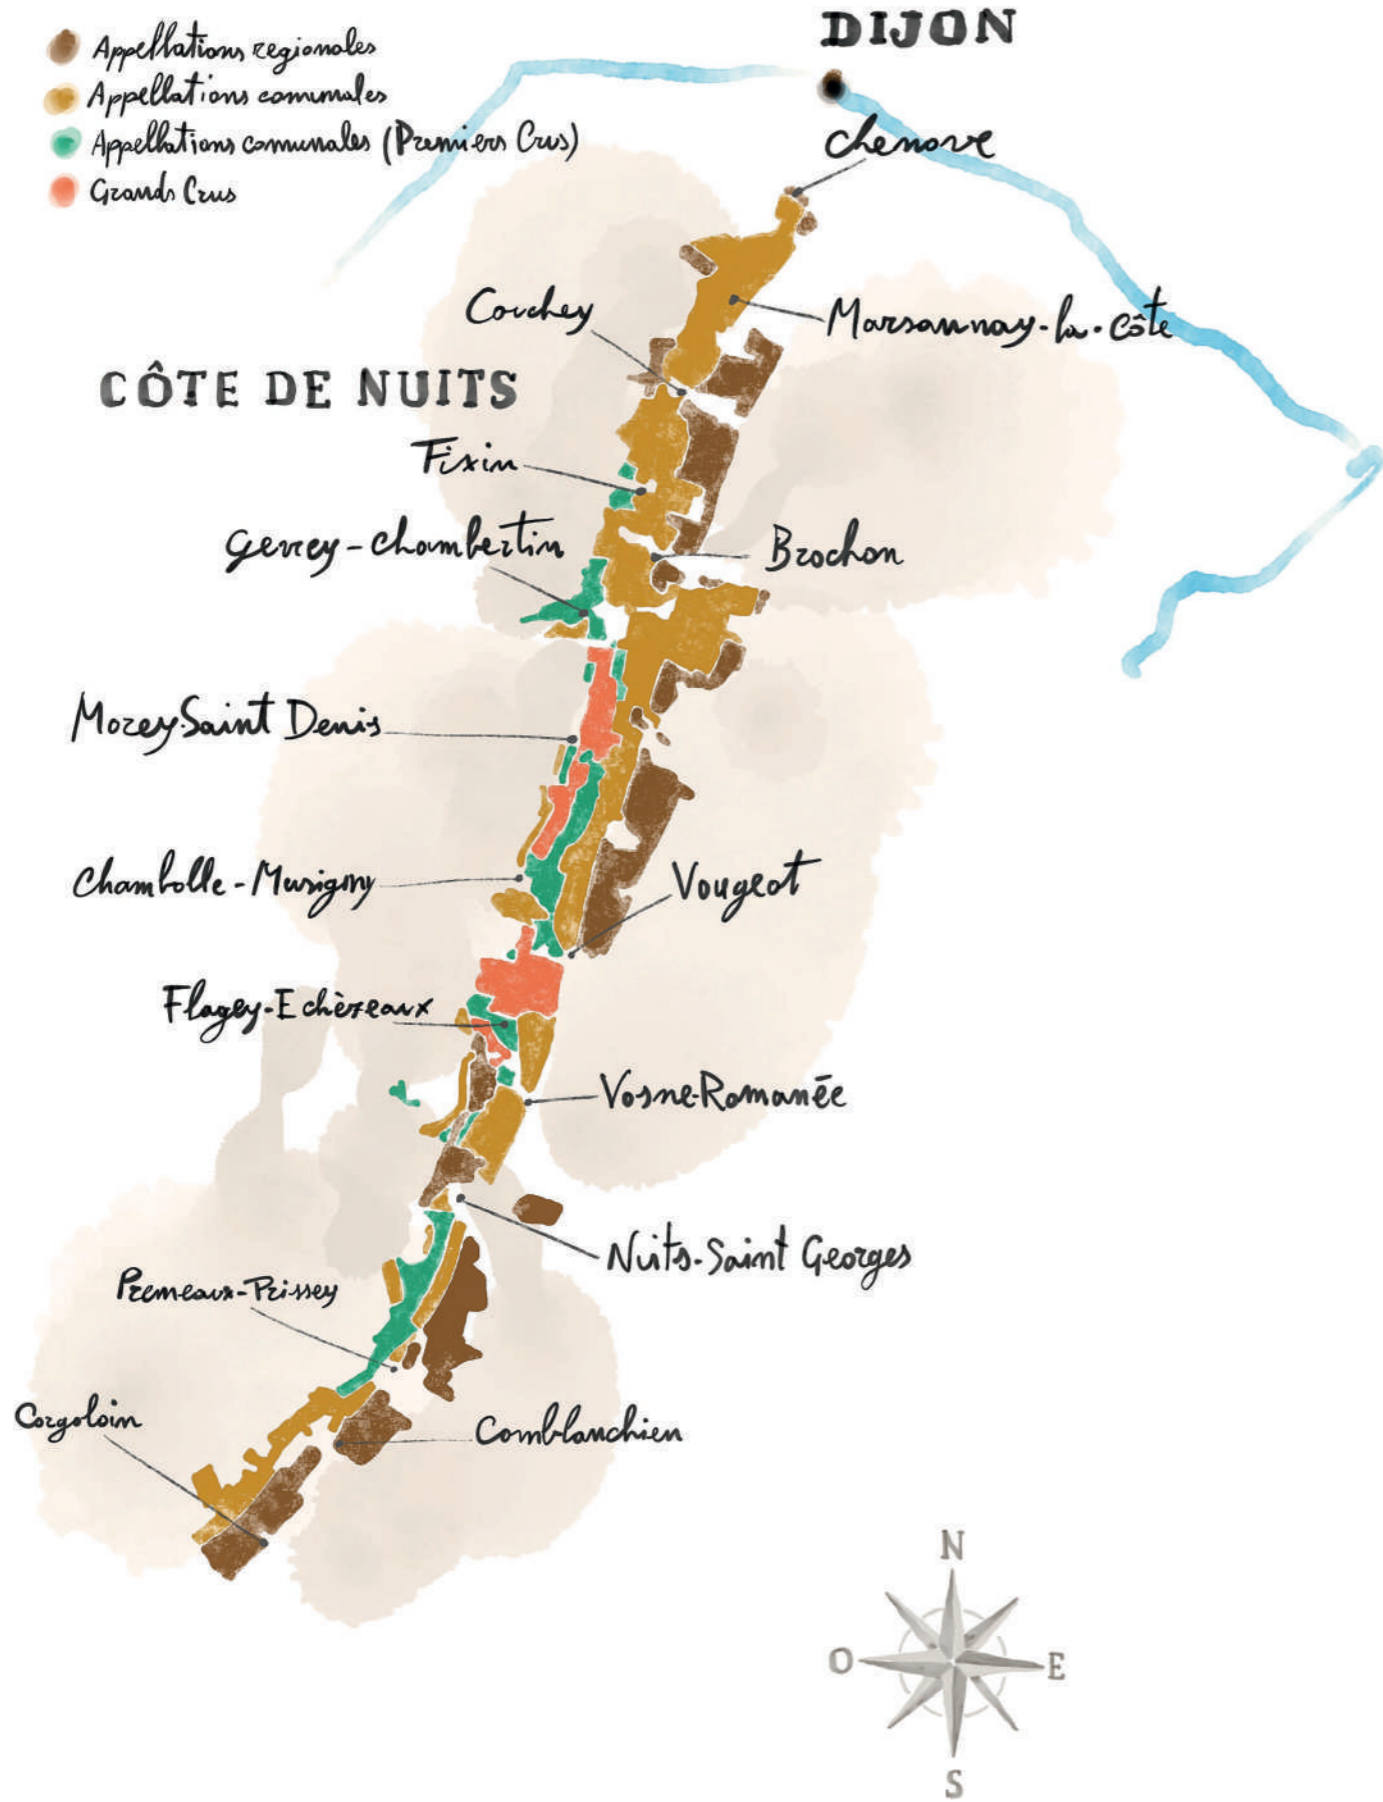 DIJON
Appellations regionales
Appellations communales
Appellations communales (Premiers Crus)
Grands Crus
Chenove
Couchey
Marsannay-la-Côte
CÔTE DE NUITS
Fixin
Gevrey-Chambertin
Brochon
Morey-Saint Denis
Chambolle-Musigny
Vougeot
Flagey-Echèzeaux
Vosne-Romanée
Nuits-Saint Georges
Premeaux-Prissey
Corgoloin
Comblanchien
N
O
E
S